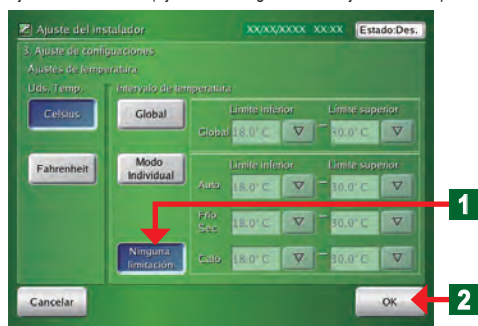 Ajuste del instalador XX/XX/XXXX XX:XX Estado:Des.
3. Ajuste de configuraciones
Ajustes de temperatura
Uds. Temp. Intervalo de temperatura
Celsius Global Límite inferior Límite superior
Global 18.0°C – 30.0°C
Fahrenheit Modo Individual Límite inferior Límite superior
Auto 18.0°C – 30.0°C
1
Frío Sec 18.0°C – 30.0°C
Ninguna limitación Calo 18.0°C – 30.0°C
Cancelar OK 2